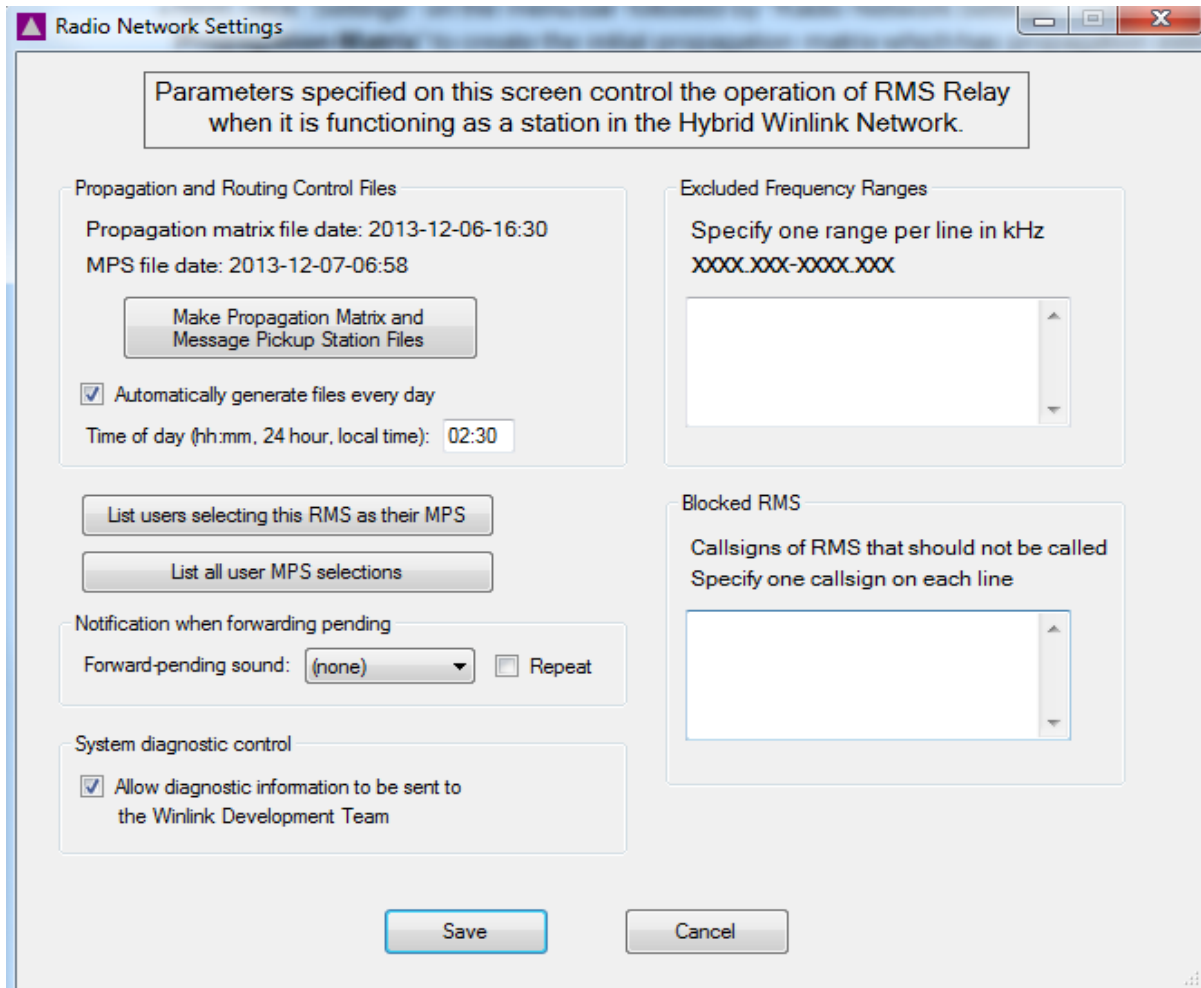 Radio Network Settings
Parameters specified on this screen control the operation of RMS Relay
when it is functioning as a station in the Hybrid Winlink Network.
Propagation and Routing Control Files
Propagation matrix file date: 2013-12-06-16:30
MPS file date: 2013-12-07-06:58
Make Propagation Matrix and
Message Pickup Station Files
Automatically generate files every day
Time of day (hh:mm, 24 hour, local time): 02:30
List users selecting this RMS as their MPS
List all user MPS selections
Notification when forwarding pending
Forward-pending sound: (none) Repeat
System diagnostic control
Allow diagnostic information to be sent to
the Winlink Development Team
Excluded Frequency Ranges
Specify one range per line in kHz
XXXX.XXX-XXXX.XXX
Blocked RMS
Callsigns of RMS that should not be called
Specify one callsign on each line
Save
Cancel